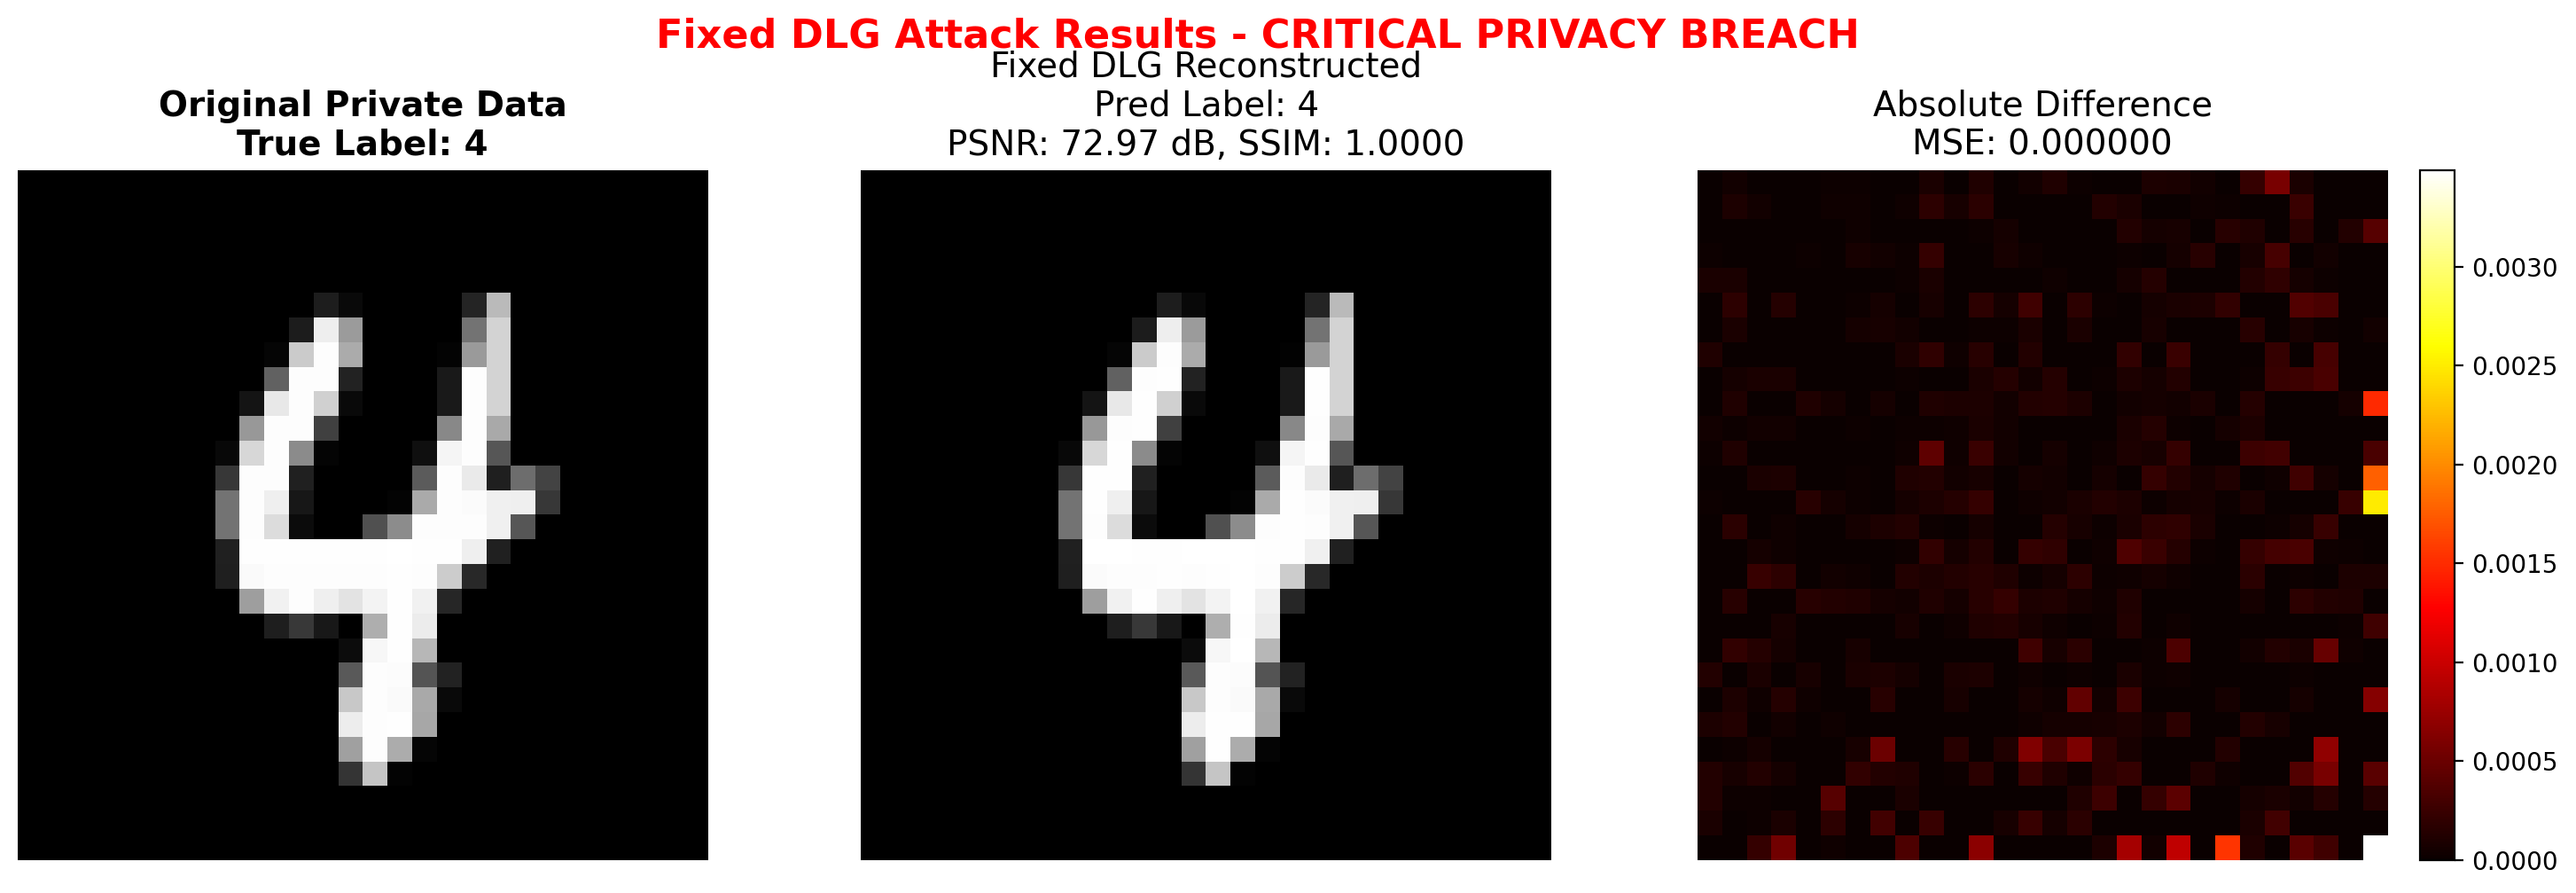 Fixed DLG Attack Results - CRITICAL PRIVACY BREACH
Original Private Data
True Label: 4
Fixed DLG Reconstructed
Pred Label: 4
PSNR: 72.97 dB, SSIM: 1.0000
Absolute Difference
MSE: 0.000000
4
4
0.0030
0.0025
0.0020
0.0015
0.0010
0.0005
0.0000